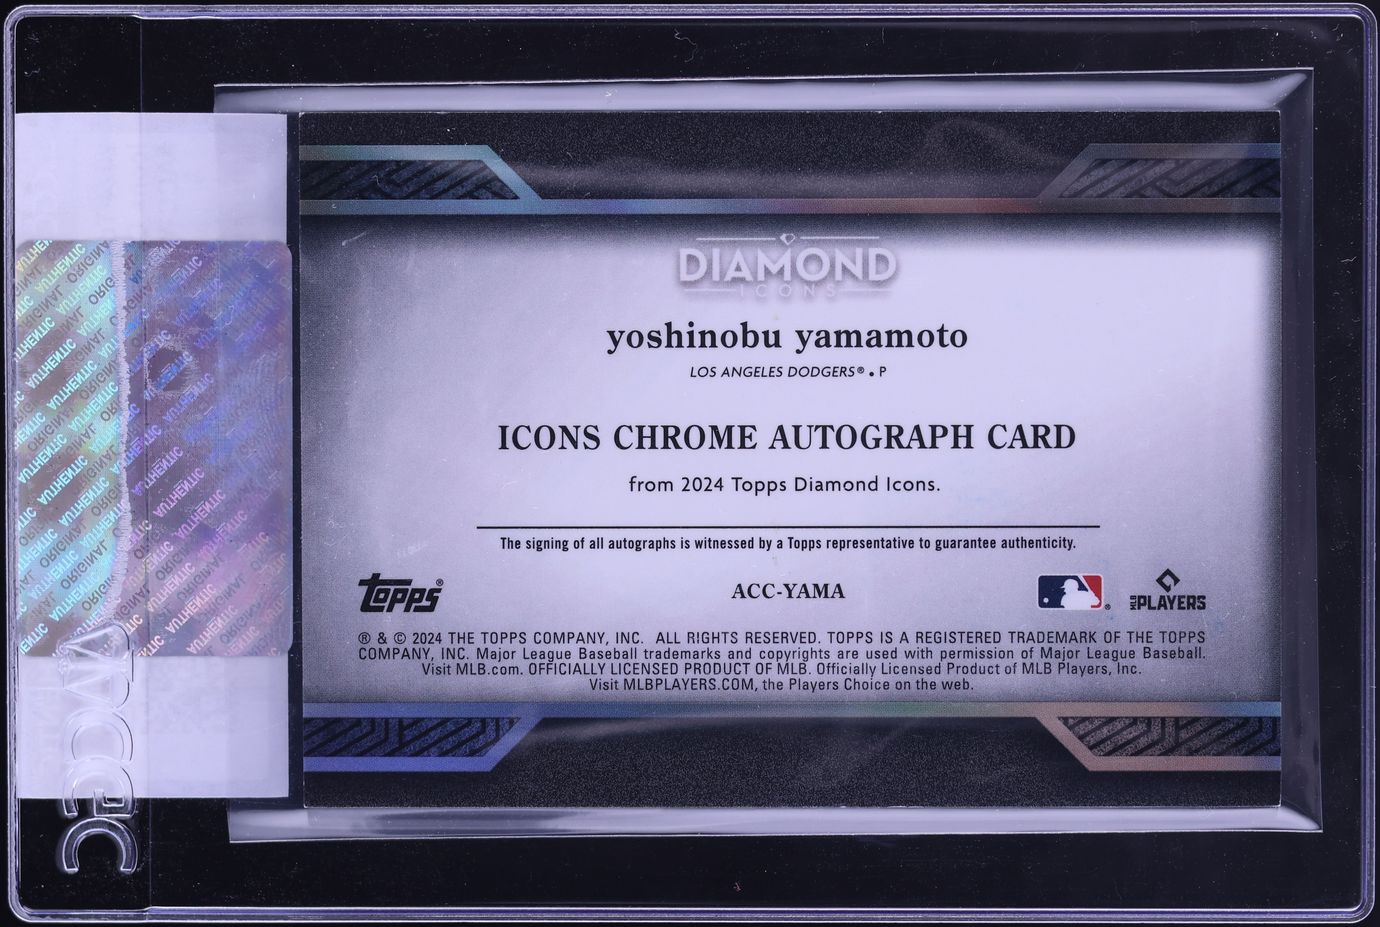 DIAMOND
ICONS
yoshinobu yamamoto
LOS ANGELES DODGERS® • P
ICONS CHROME AUTOGRAPH CARD
from 2024 Topps Diamond Icons.
The signing of all autographs is witnessed by a Topps representative to guarantee authenticity.
Topps®
ACC-YAMA
®
MLB PLAYERS
® & © 2024 THE TOPPS COMPANY, INC. ALL RIGHTS RESERVED. TOPPS IS A REGISTERED TRADEMARK OF THE TOPPS
COMPANY, INC. Major League Baseball trademarks and copyrights are used with permission of Major League Baseball.
Visit MLB.com. OFFICIALLY LICENSED PRODUCT OF MLB. Officially Licensed Product of MLB Players, Inc.
Visit MLBPLAYERS.COM, the Players Choice on the web.
AUTHENTIC
ORIGINAL